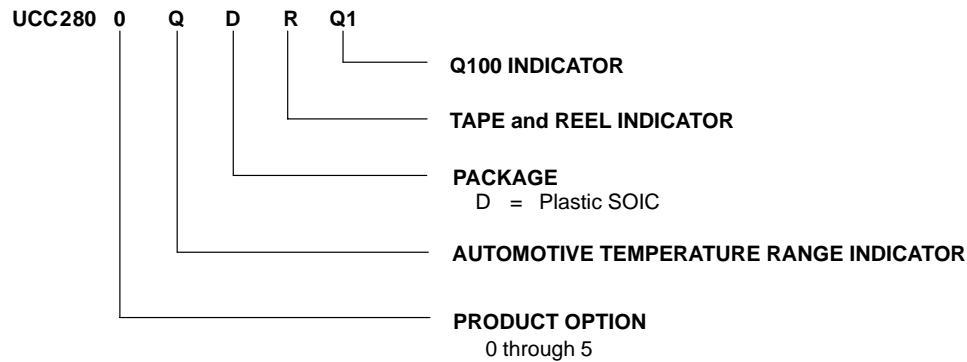 UCC280 0 Q D R Q1
Q100 INDICATOR
TAPE and REEL INDICATOR
PACKAGE
D = Plastic SOIC
AUTOMOTIVE TEMPERATURE RANGE INDICATOR
PRODUCT OPTION
0 through 5